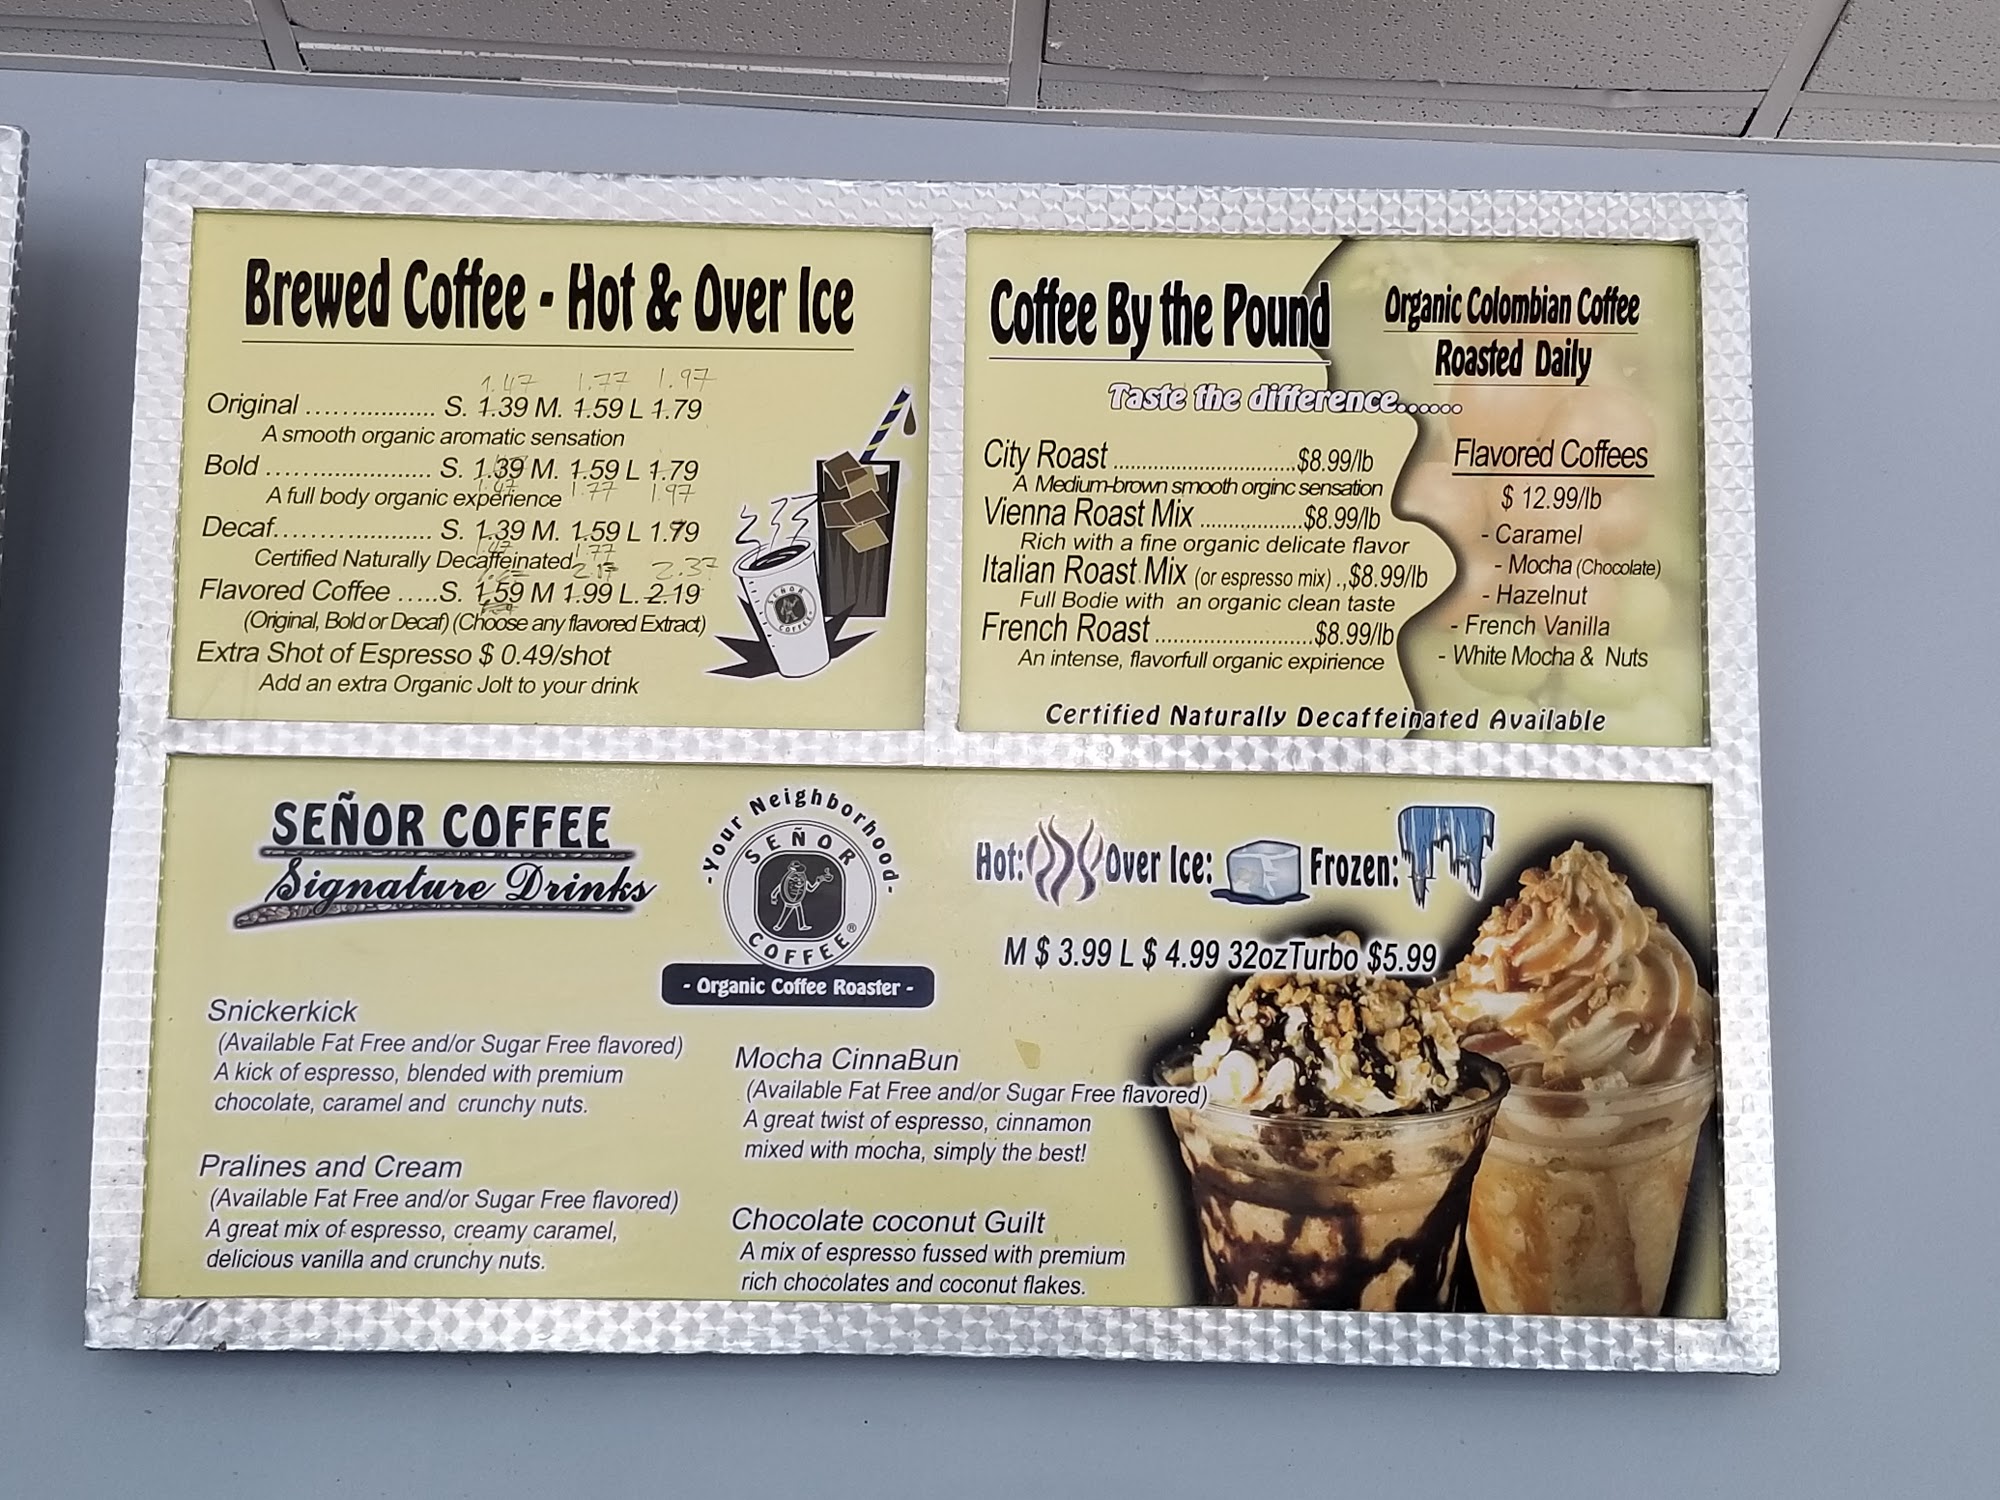 Brewed Coffee - Hot & Over Ice
1.47 1.77 1.97
Original .................. S. 1.39 M. 1.59 L 1.79
A smooth organic aromatic sensation
Bold ....................... S. 1.39 M. 1.59 L 1.79
1.47 1.77 1.97
A full body organic experience
Decaf....................... S. 1.39 M. 1.59 L 1.79
1.47 1.77
Certified Naturally Decaffeinated
2.37
Flavored Coffee .....S. 1.59 M 1.99 L. 2.19
(Original, Bold or Decaf) (Choose any flavored Extract)
Extra Shot of Espresso $ 0.49/shot
Add an extra Organic Jolt to your drink
SEÑOR
COFFEE
Coffee By the Pound
Taste the difference......
City Roast ..............................$8.99/lb
A Medium-brown smooth orginc sensation
Vienna Roast Mix .................$8.99/lb
Rich with a fine organic delicate flavor
Italian Roast Mix (or espresso mix) .,$8.99/lb
Full Bodie with an organic clean taste
French Roast ..........................$8.99/lb
An intense, flavorfull organic expirience
Organic Colombian Coffee
Roasted Daily
Flavored Coffees
$ 12.99/lb
- Caramel
- Mocha (Chocolate)
- Hazelnut
- French Vanilla
- White Mocha & Nuts
Certified Naturally Decaffeinated Available
SEÑOR COFFEE
Signature Drinks
- Your Neighborhood -
SEÑOR
COFFEE®
- Organic Coffee Roaster -
Hot: Over Ice: Frozen:
M $ 3.99 L $ 4.99 32oz Turbo $5.99
Snickerkick
(Available Fat Free and/or Sugar Free flavored)
A kick of espresso, blended with premium
chocolate, caramel and crunchy nuts.
Pralines and Cream
(Available Fat Free and/or Sugar Free flavored)
A great mix of espresso, creamy caramel,
delicious vanilla and crunchy nuts.
Mocha CinnaBun
(Available Fat Free and/or Sugar Free flavored)
A great twist of espresso, cinnamon
mixed with mocha, simply the best!
Chocolate coconut Guilt
A mix of espresso fussed with premium
rich chocolates and coconut flakes.